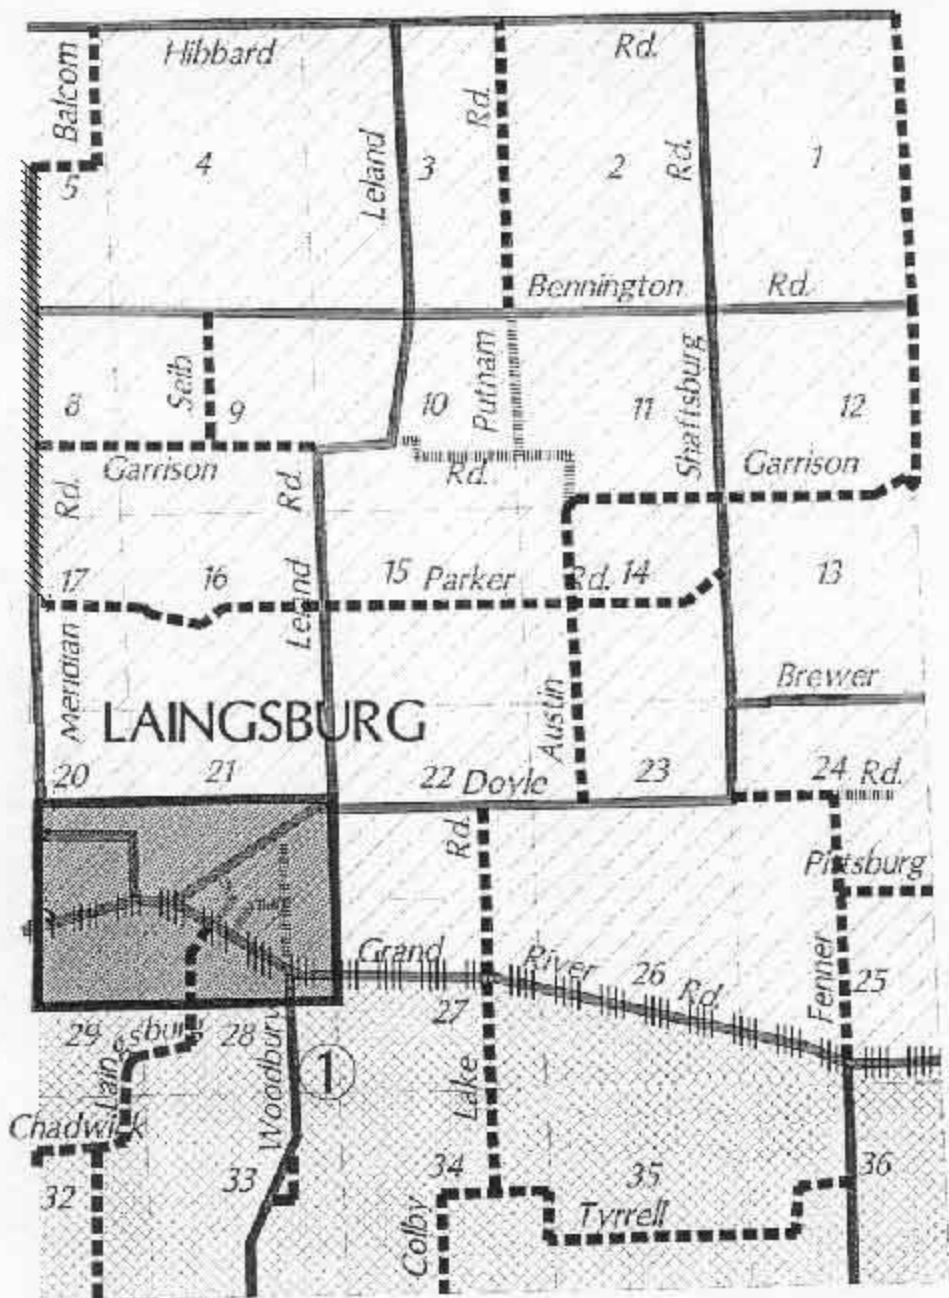 Hibbard Rd.
Balcom
Leland
Rd.
Rd.
5 4 3 2 1
Bennington Rd.
Seib
Putnam
Shaftsburg
8 9 10 11 12
Garrison Rd. Garrison
Rd.
Rd.
17 16 15 Parker Rd. 14 13
Meridian
Leland
Austin
Brewer
LAINGSBURG
20 21 22 Doyle 23 24 Rd.
Rd.
Pittsburg
Grand River Rd.
Fenner
29 28 27 26 25
Laingsburg
Woodbury
1
Lake
Chadwick
32 33 34 35 36
Colby
Tyrrell